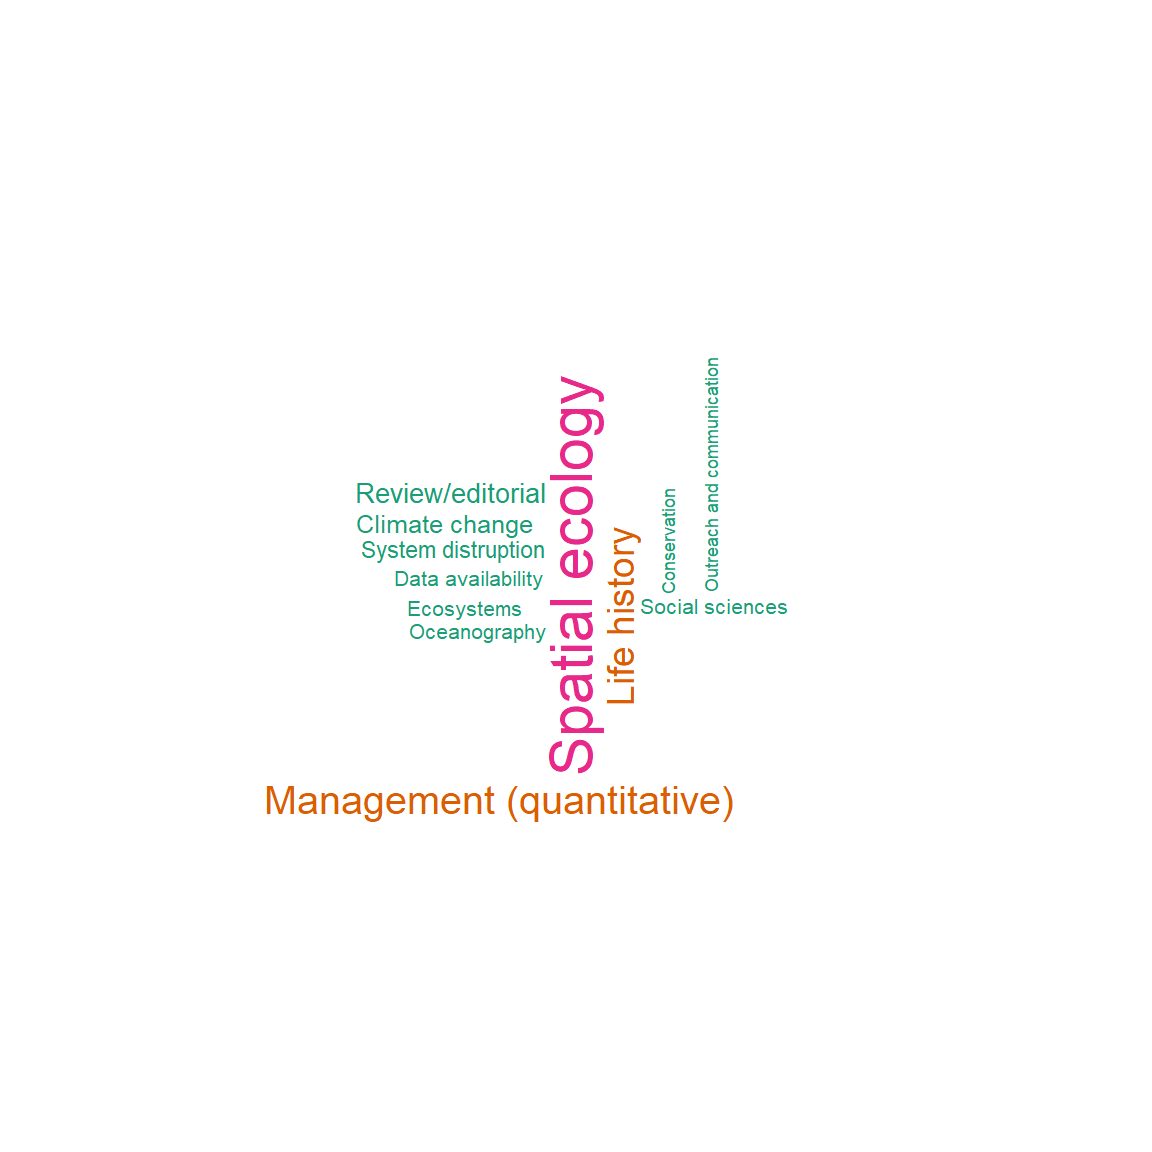 Review/editorial
Climate change
System distruption
Data availability
Ecosystems
Oceanography
Spatial ecology
Life history
Conservation
Outreach and communication
Social sciences
Management (quantitative)